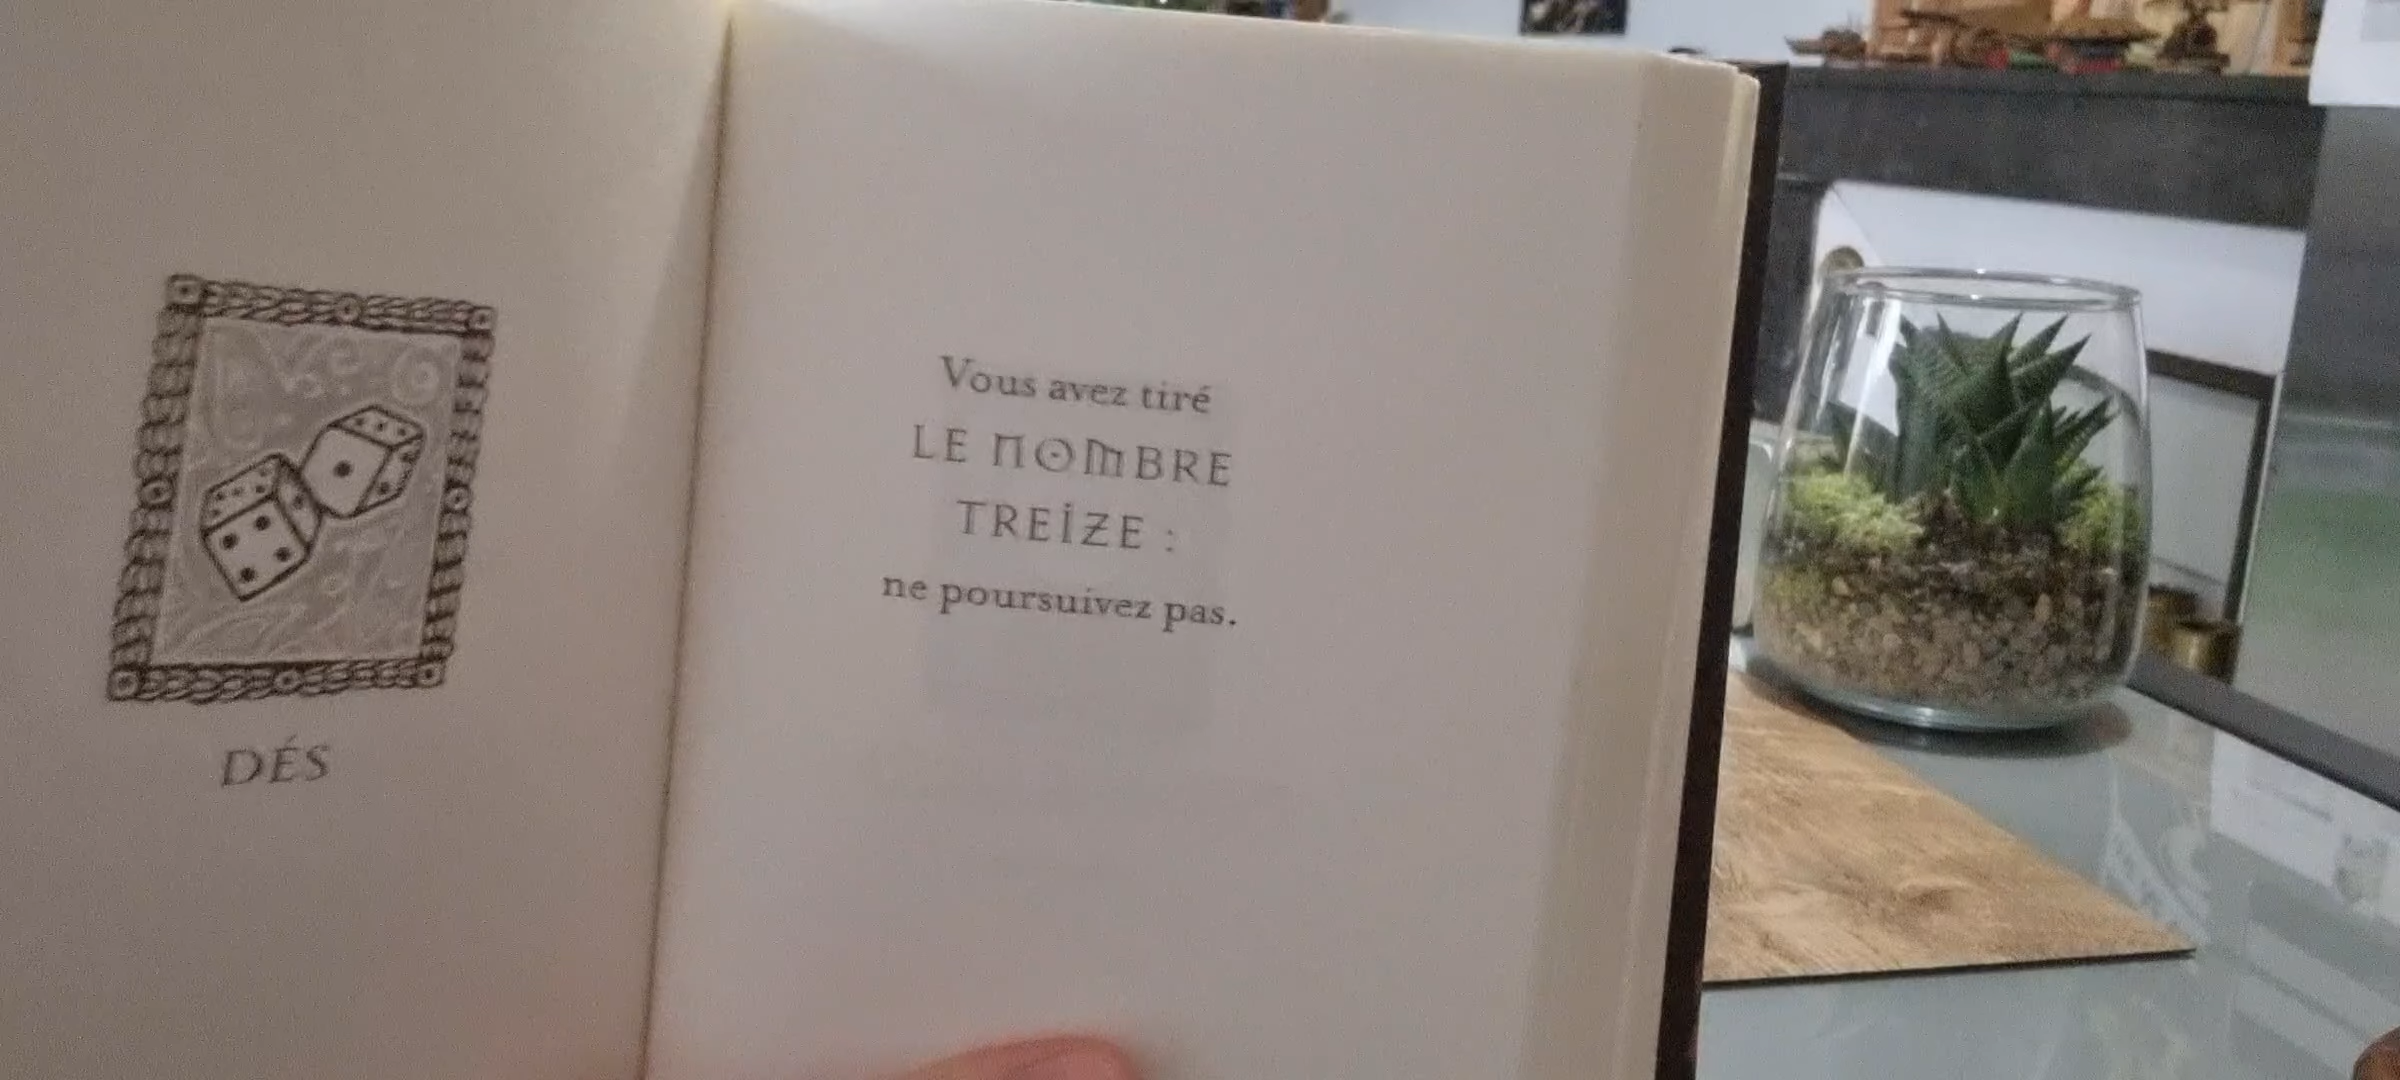 DÉS
Vous avez tiré
LE NOMBRE
TREIZE :
ne poursuivez pas.